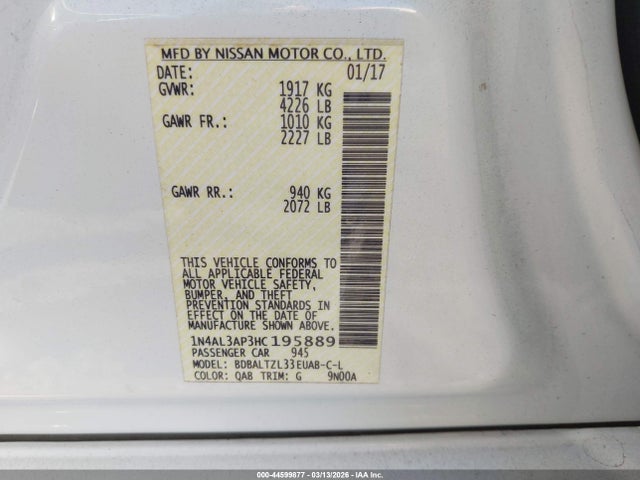 MFD BY NISSAN MOTOR CO., LTD.
DATE: 01/17
GVWR: 1917 KG
4226 LB
GAWR FR.: 1010 KG
2227 LB
GAWR RR.: 940 KG
2072 LB
THIS VEHICLE CONFORMS TO
ALL APPLICABLE FEDERAL
MOTOR VEHICLE SAFETY,
BUMPER, AND THEFT
PREVENTION STANDARDS IN
EFFECT ON THE DATE OF
MANUFACTURE SHOWN ABOVE.
1N4AL3AP3HC195889
PASSENGER CAR 945
MODEL: BDBALTZL33EUAB-C-L
COLOR: QAB TRIM: G 9N00A
000-44599877 | 03/13/2026 - IAA Inc.